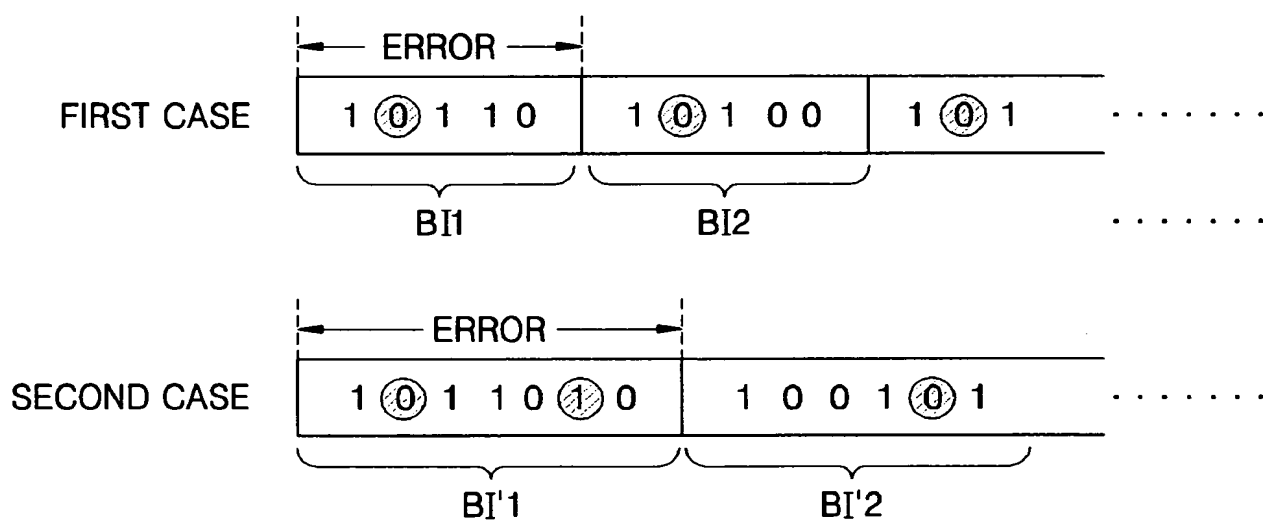 ERROR
FIRST CASE 1 0 1 1 0 1 0 1 0 0 1 0 1 . . . . . . .
BI1 BI2 . . . . . . .
ERROR
SECOND CASE 1 0 1 1 0 1 0 1 0 0 1 0 1 . . . . . . .
BI'1 BI'2